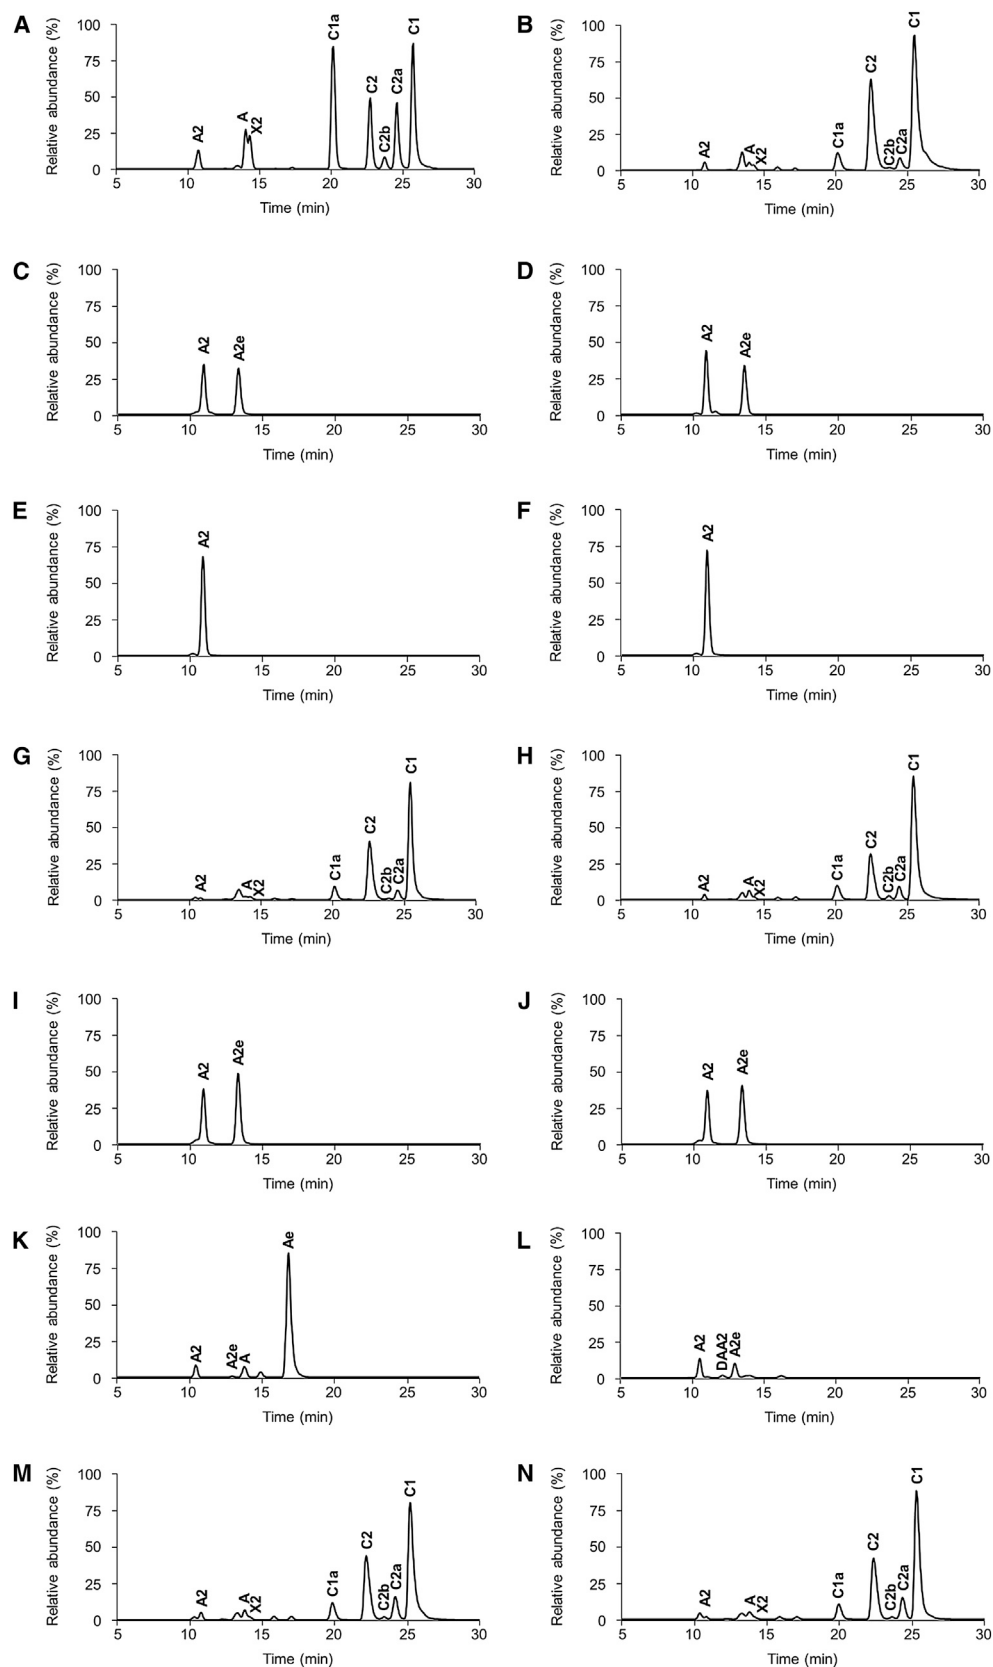 A
Relative abundance (%)
100
75
50
25
0
A2
A
X2
C1a
C2
C2b
C2a
C1
5 10 15 20 25 30
Time (min)
B
Relative abundance (%)
100
75
50
25
0
A2
A
X2
C1a
C2
C2b
C2a
C1
5 10 15 20 25 30
Time (min)
C
Relative abundance (%)
100
75
50
25
0
A2
A2e
5 10 15 20 25 30
Time (min)
D
Relative abundance (%)
100
75
50
25
0
A2
A2e
5 10 15 20 25 30
Time (min)
E
Relative abundance (%)
100
75
50
25
0
A2
5 10 15 20 25 30
Time (min)
F
Relative abundance (%)
100
75
50
25
0
A2
5 10 15 20 25 30
Time (min)
G
Relative abundance (%)
100
75
50
25
0
A2
A
X2
C1a
C2
C2b
C2a
C1
5 10 15 20 25 30
Time (min)
H
Relative abundance (%)
100
75
50
25
0
A2
A
X2
C1a
C2
C2b
C2a
C1
5 10 15 20 25 30
Time (min)
I
Relative abundance (%)
100
75
50
25
0
A2
A2e
5 10 15 20 25 30
Time (min)
J
Relative abundance (%)
100
75
50
25
0
A2
A2e
5 10 15 20 25 30
Time (min)
K
Relative abundance (%)
100
75
50
25
0
A2
A2e
A
Ae
5 10 15 20 25 30
Time (min)
L
Relative abundance (%)
100
75
50
25
0
A2
DAA2
A2e
5 10 15 20 25 30
Time (min)
M
Relative abundance (%)
100
75
50
25
0
A2
A
X2
C1a
C2
C2b
C2a
C1
5 10 15 20 25 30
Time (min)
N
Relative abundance (%)
100
75
50
25
0
A2
A
X2
C1a
C2
C2b
C2a
C1
5 10 15 20 25 30
Time (min)